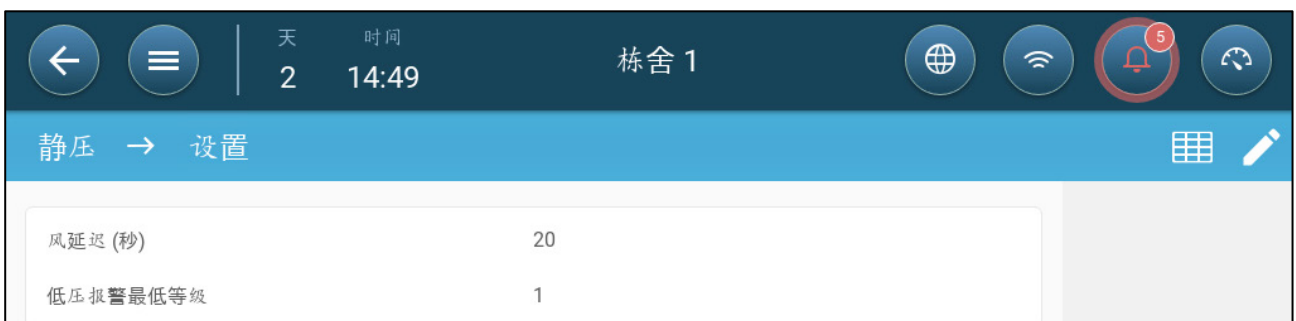 天 时间 栋舍 1 5
2 14:49
静压 → 设置
风延迟 (秒) 20
低压报警最低等级 1